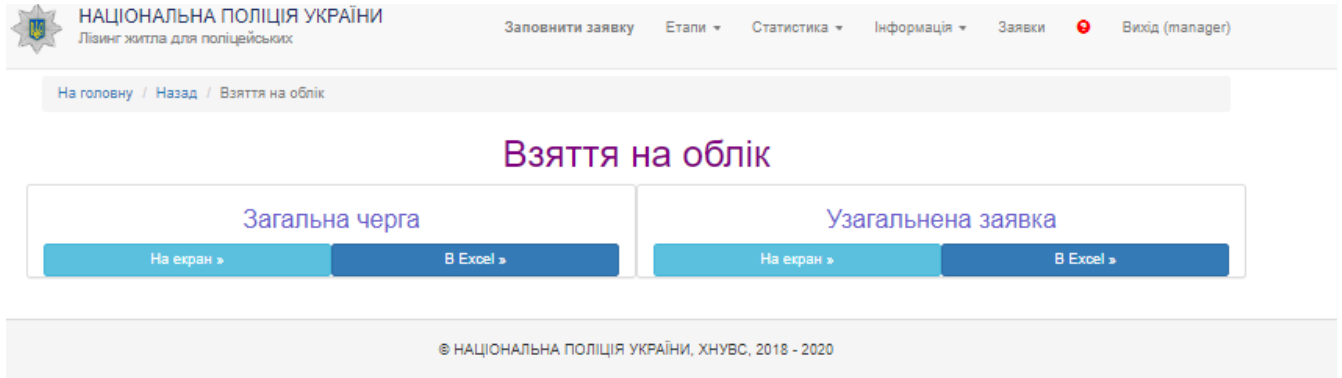 НАЦІОНАЛЬНА ПОЛІЦІЯ УКРАЇНИ
Лізинг житла для поліцейських
Заповнити заявку Етапи Статистика Інформація Заявки Вихід (manager)
На головну / Назад / Взяття на облік
Взяття на облік
Загальна черга
На екран »
В Excel »
Узагальнена заявка
На екран »
В Excel »
© НАЦІОНАЛЬНА ПОЛІЦІЯ УКРАЇНИ, ХНУВС, 2018 - 2020